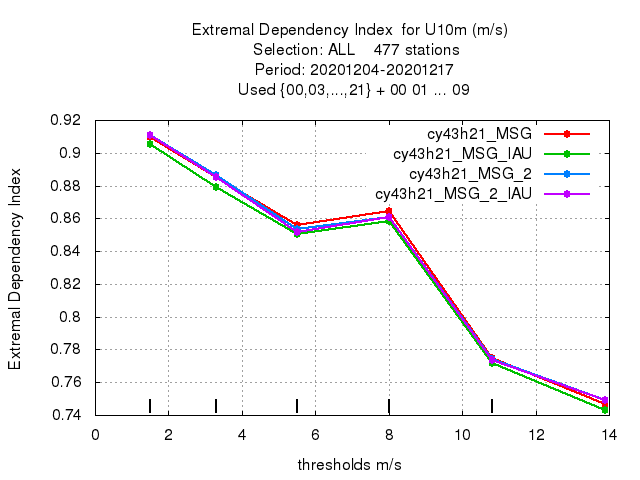 Extremal Dependency Index  for U10m (m/s)
Selection: ALL    477 stations
Period: 20201204-20201217
Used {00,03,...,21} + 00 01 ... 09
cy43h21_MSG
cy43h21_MSG_IAU
cy43h21_MSG_2
cy43h21_MSG_2_IAU
Extremal Dependency Index
0.92
0.9
0.88
0.86
0.84
0.82
0.8
0.78
0.76
0.74
0 2 4 6 8 10 12 14
thresholds m/s